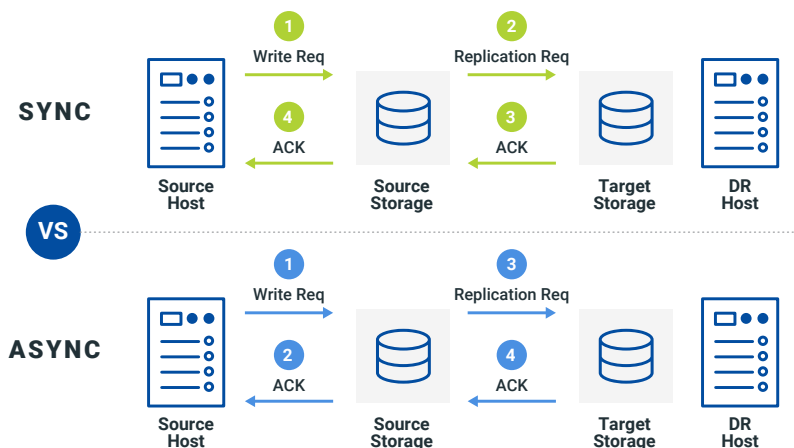 1
2
Write Req
Replication Req
SYNC
4
3
ACK
ACK
Source
Host
Source
Storage
Target
Storage
DR
Host
VS
1
3
Write Req
Replication Req
ASYNC
2
4
ACK
ACK
Source
Host
Source
Storage
Target
Storage
DR
Host